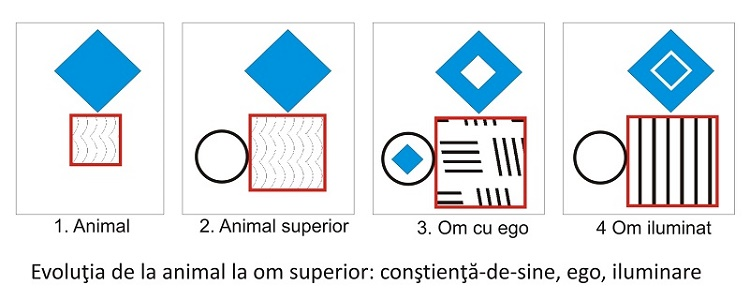 1. Animal
2. Animal superior
3. Om cu ego
4 Om iluminat
Evoluţia de la animal la om superior: conştienţă-de-sine, ego, iluminare